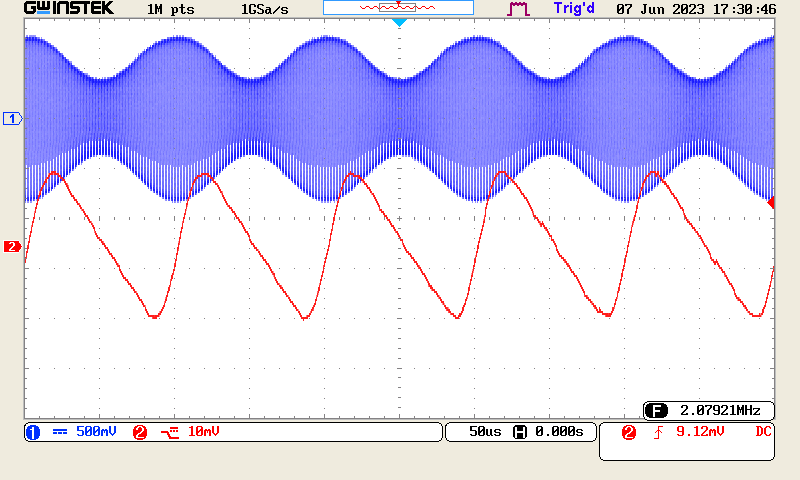 GWINSTEK 1M pts 1GSa/s Trig'd 07 Jun 2023 17:30:46
1
2
F 2.07921MHz
1 500mV 2 10mV 50us H 0.000s 2 9.12mV DC